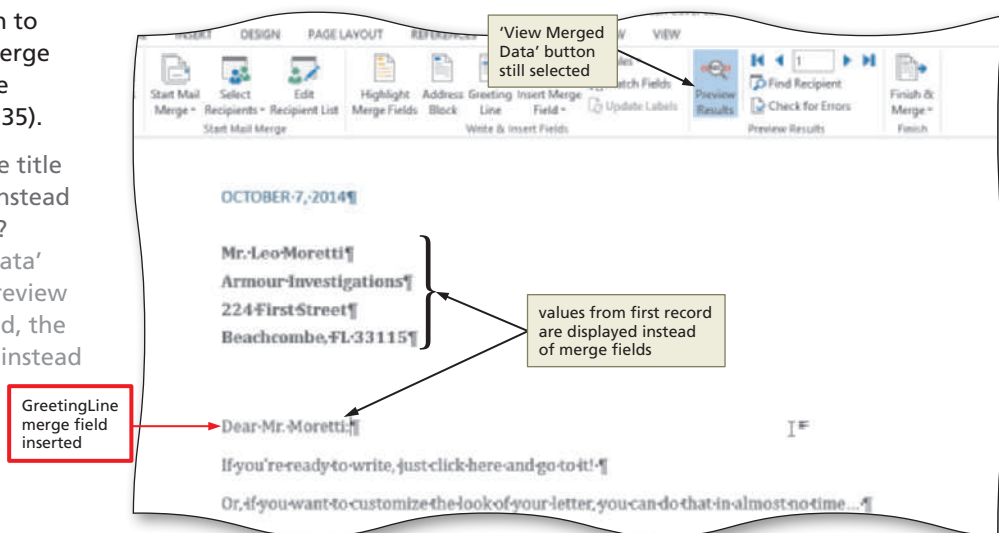 n to
erge
e
35).
e title
nstead
?
ata'
review
d, the
instead
INSERT DESIGN PAGE LAYOUT REFERENCES W VIEW
'View Merged
Data' button
still selected
Start Mail
Merge
Select
Recipients
Edit
Recipient List
Start Mail Merge
Highlight
Merge Fields
Address
Block
Greeting
Line
Insert Merge
Field
Match Fields
Update Labels
Write & Insert Fields
Preview
Results
1
Find Recipient
Check for Errors
Preview Results
Finish &
Merge
Finish
OCTOBER·7,·2014¶
Mr.·Leo·Moretti¶
Armour·Investigations¶
224·First·Street¶
Beachcombe,·FL·33115¶
values from first record
are displayed instead
of merge fields
GreetingLine
merge field
inserted
Dear·Mr.·Moretti:¶
If·you're·ready·to·write,·just·click·here·and·go·to·it!·¶
Or,·if·you·want·to·customize·the·look·of·your·letter,·you·can·do·that·in·almost·no·time…·¶